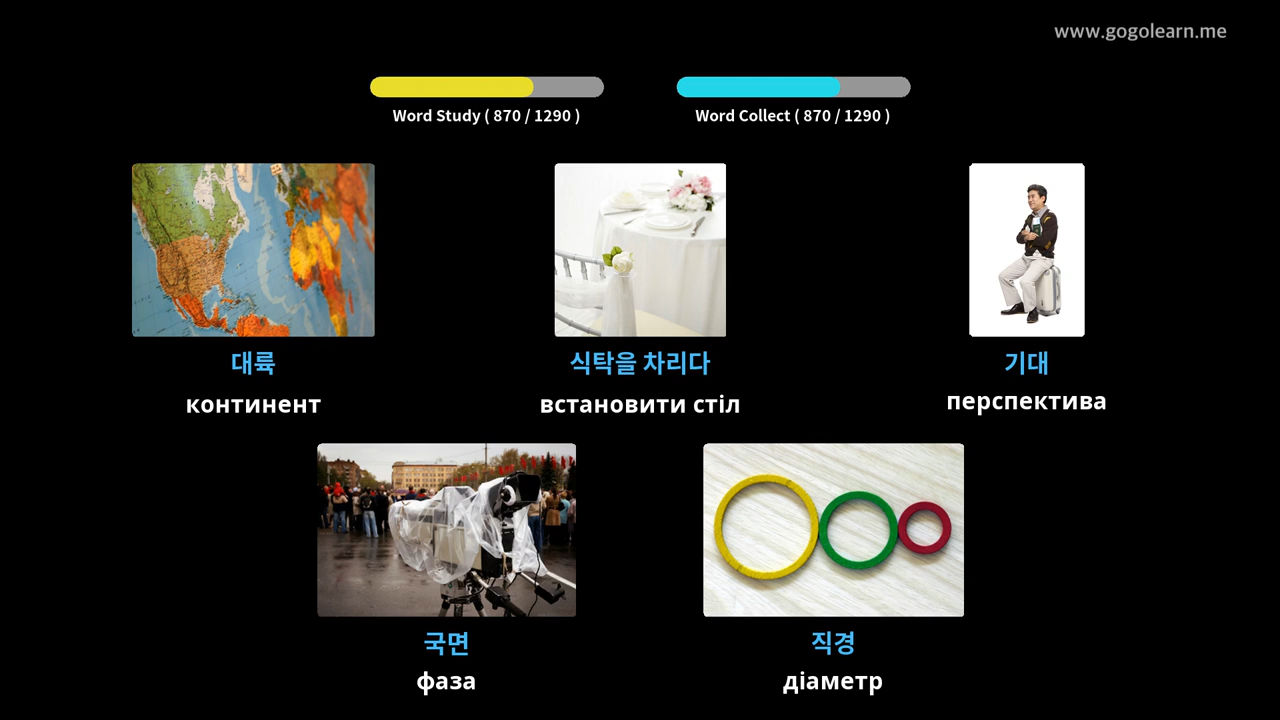 www.gogolearn.me
Word Study ( 870 / 1290 )
Word Collect ( 870 / 1290 )
대륙
континент
식탁을 차리다
встановити стіл
기대
перспектива
국면
фаза
직경
діаметр